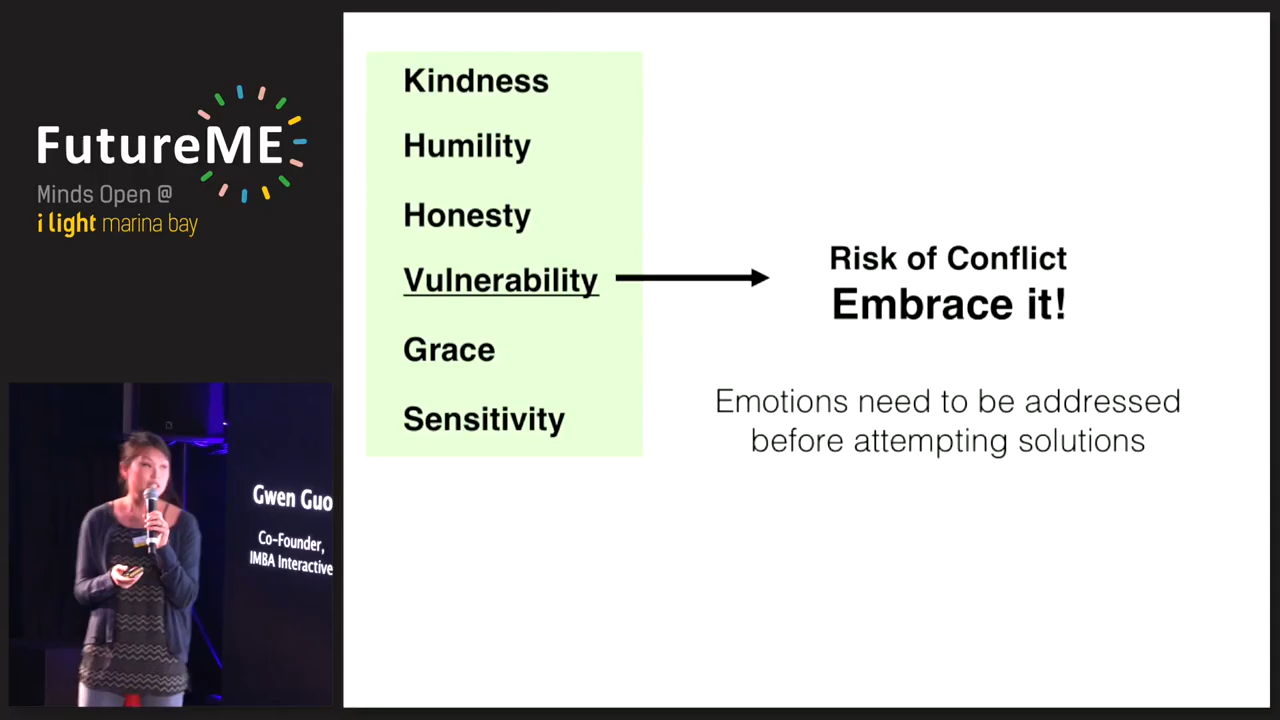 FutureME
Minds Open @
i light marina bay
Kindness
Humility
Honesty
Vulnerability
Grace
Sensitivity
Risk of Conflict
Embrace it!
Emotions need to be addressed
before attempting solutions
Gwen Guo
Co-Founder,
IMBA Interactive